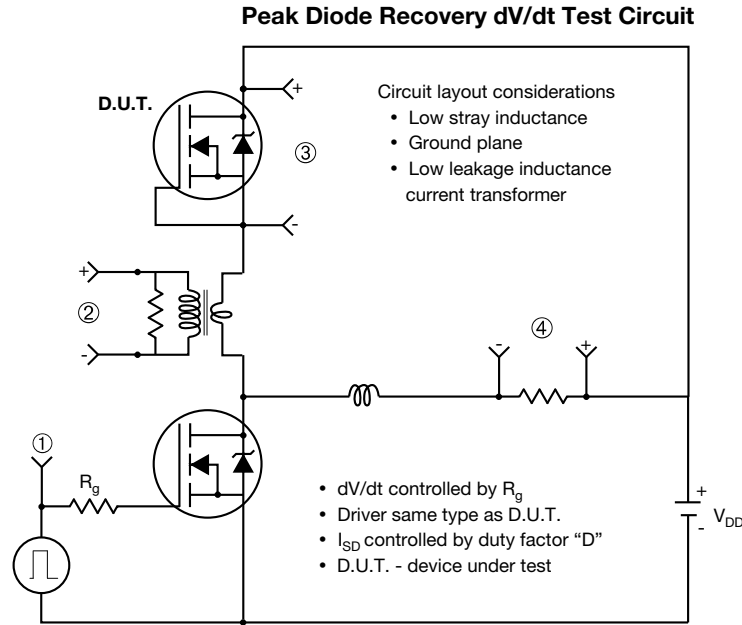 Peak Diode Recovery dV/dt Test Circuit
D.U.T.
+
-
③
Circuit layout considerations
• Low stray inductance
• Ground plane
• Low leakage inductance
current transformer
+
②
-
④
-
+
①
Rg
• dV/dt controlled by Rg
• Driver same type as D.U.T.
• ISD controlled by duty factor “D”
• D.U.T. - device under test
+
-
VDD